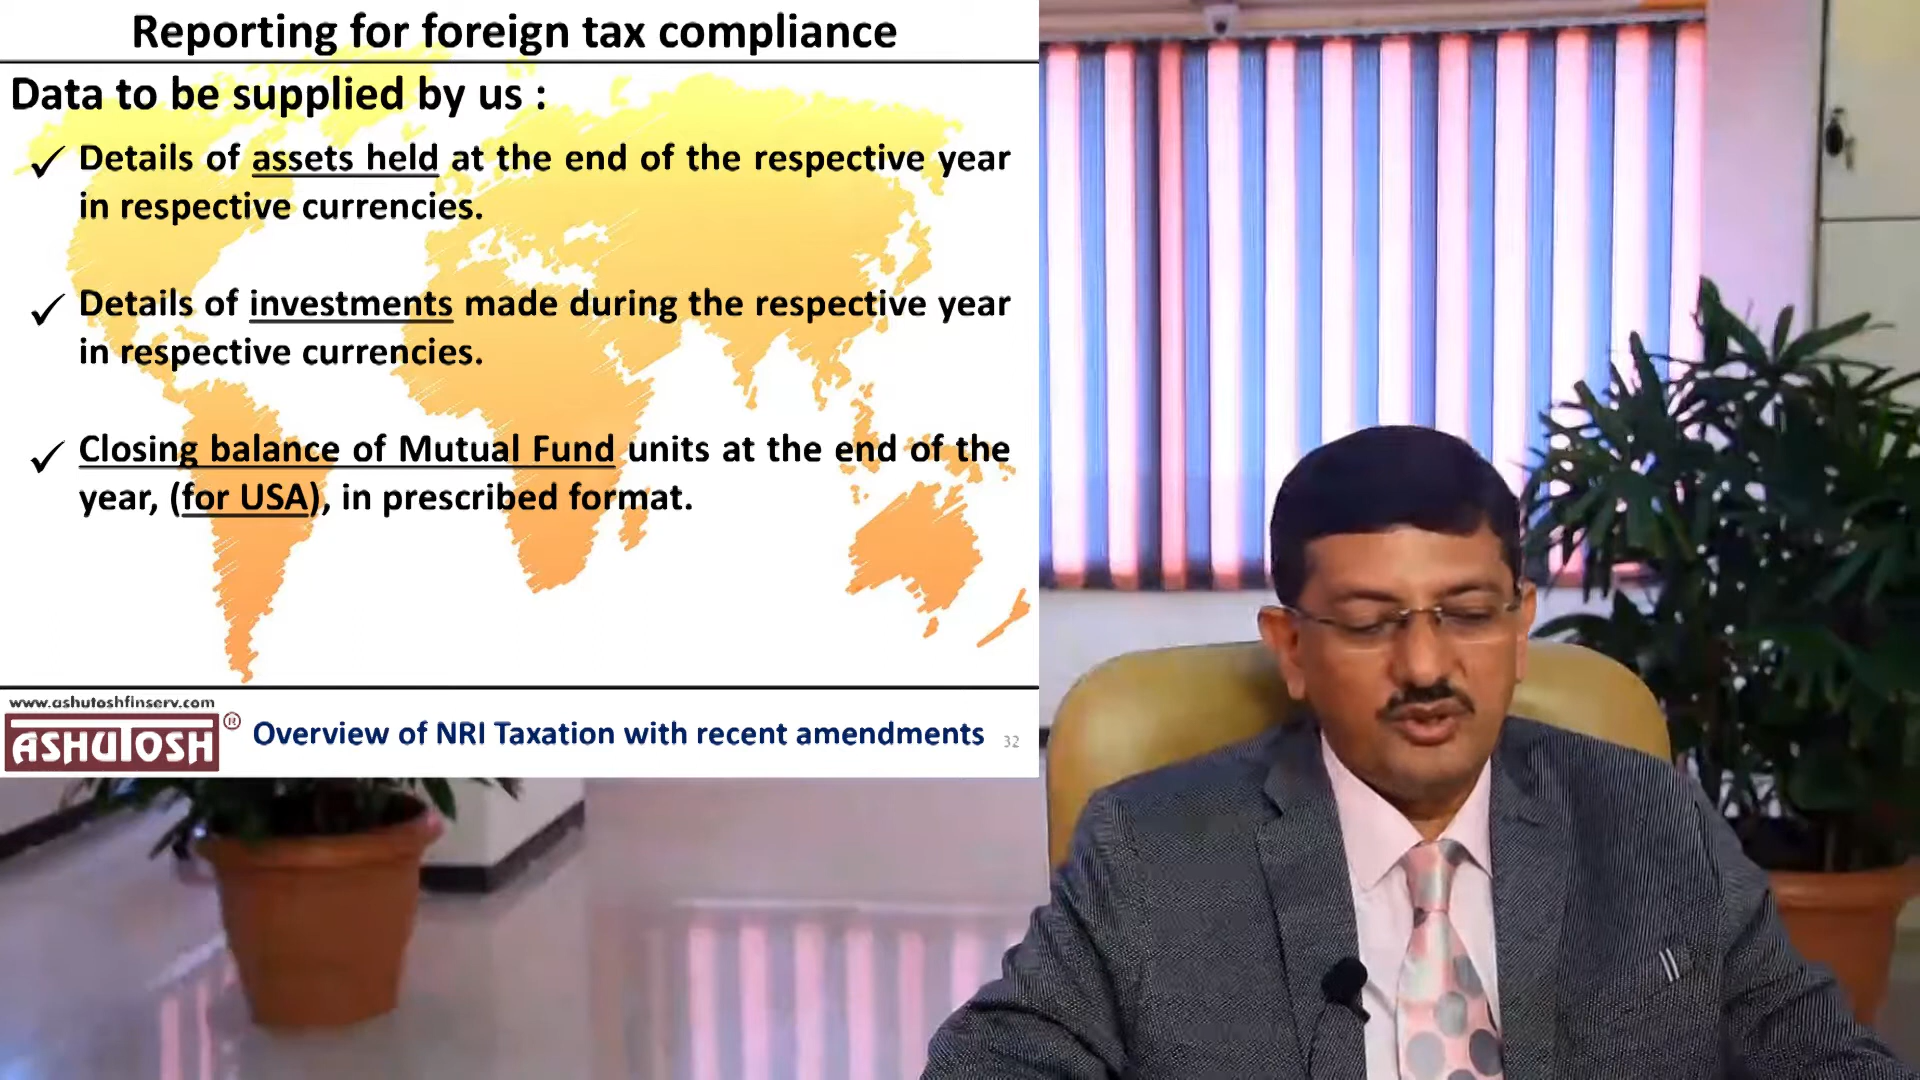 Reporting for foreign tax compliance
Data to be supplied by us :
✓ Details of assets held at the end of the respective year
in respective currencies.
✓ Details of investments made during the respective year
in respective currencies.
✓ Closing balance of Mutual Fund units at the end of the
year, (for USA), in prescribed format.
www.ashutoshfinserv.com
ASHUTOSH®
Overview of NRI Taxation with recent amendments
32